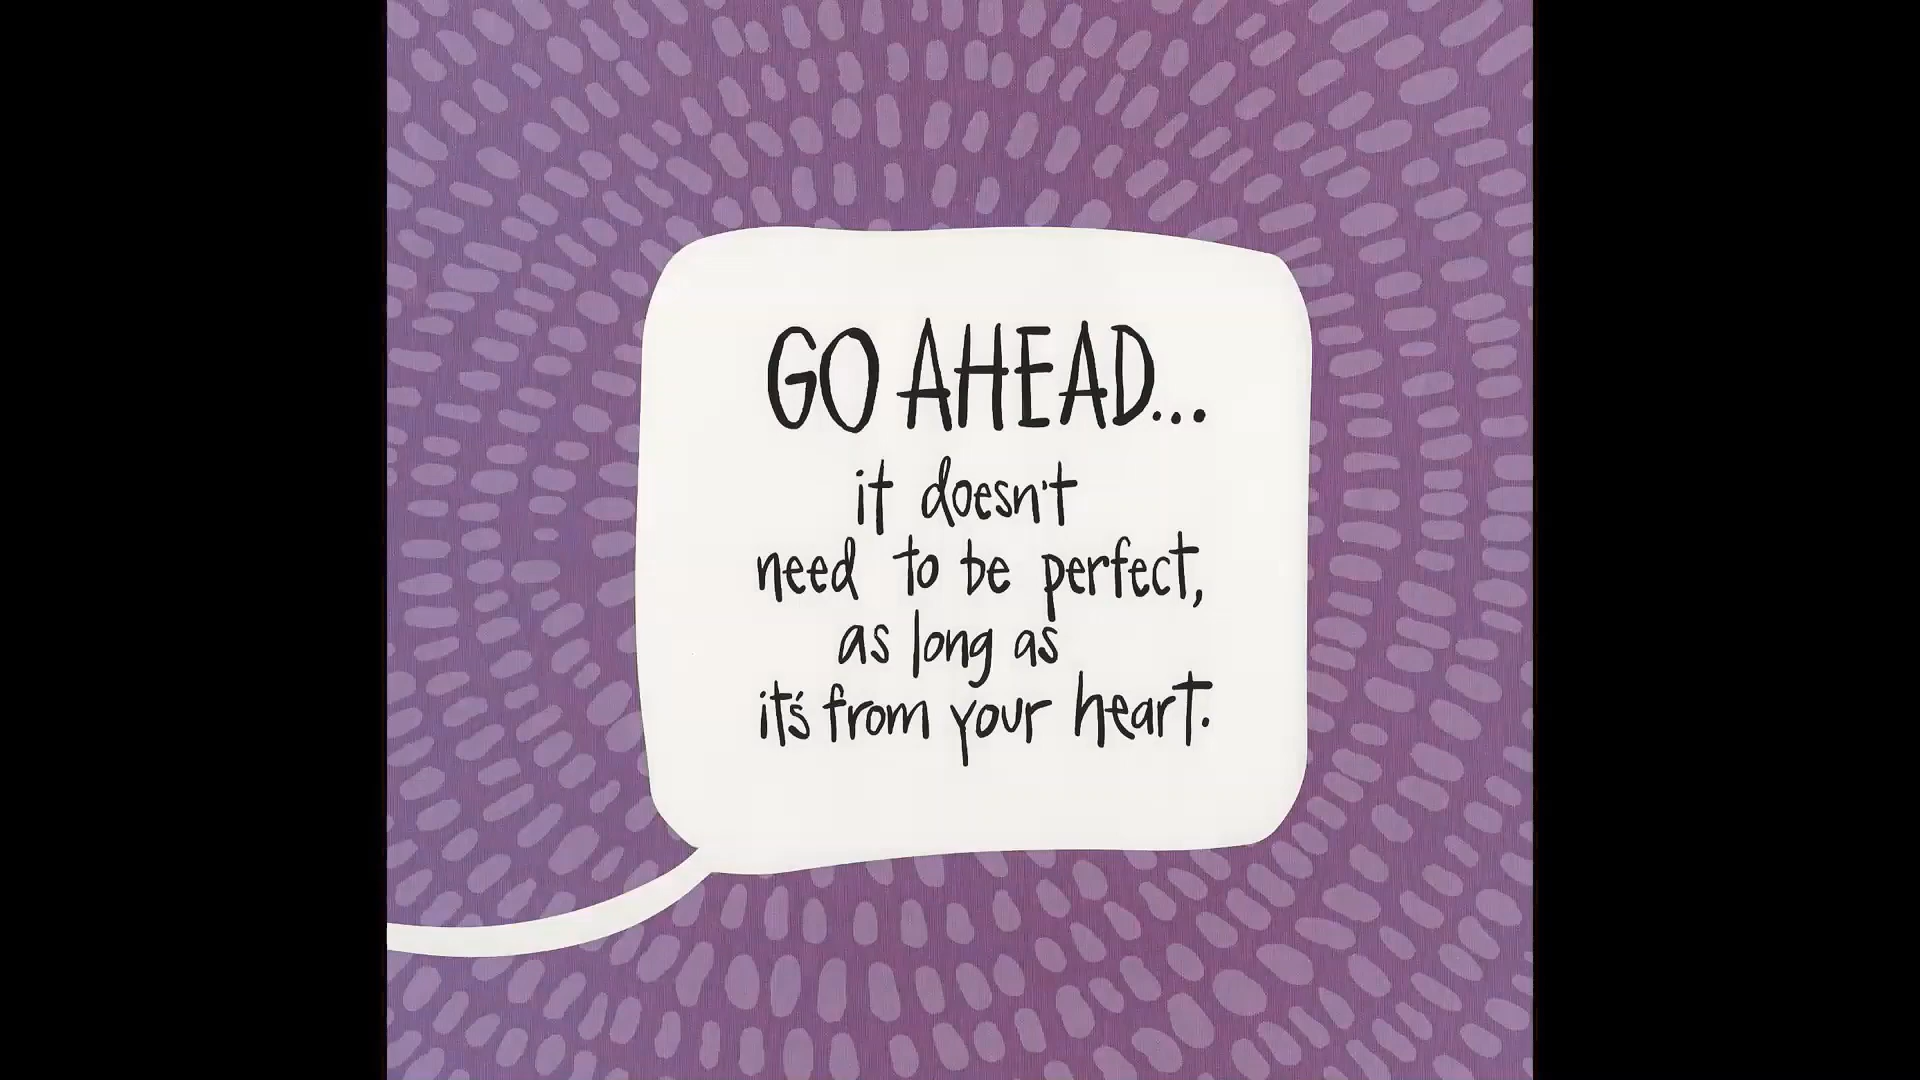 GO AHEAD...
it doesn't
need to be perfect,
as long as
it's from your heart.